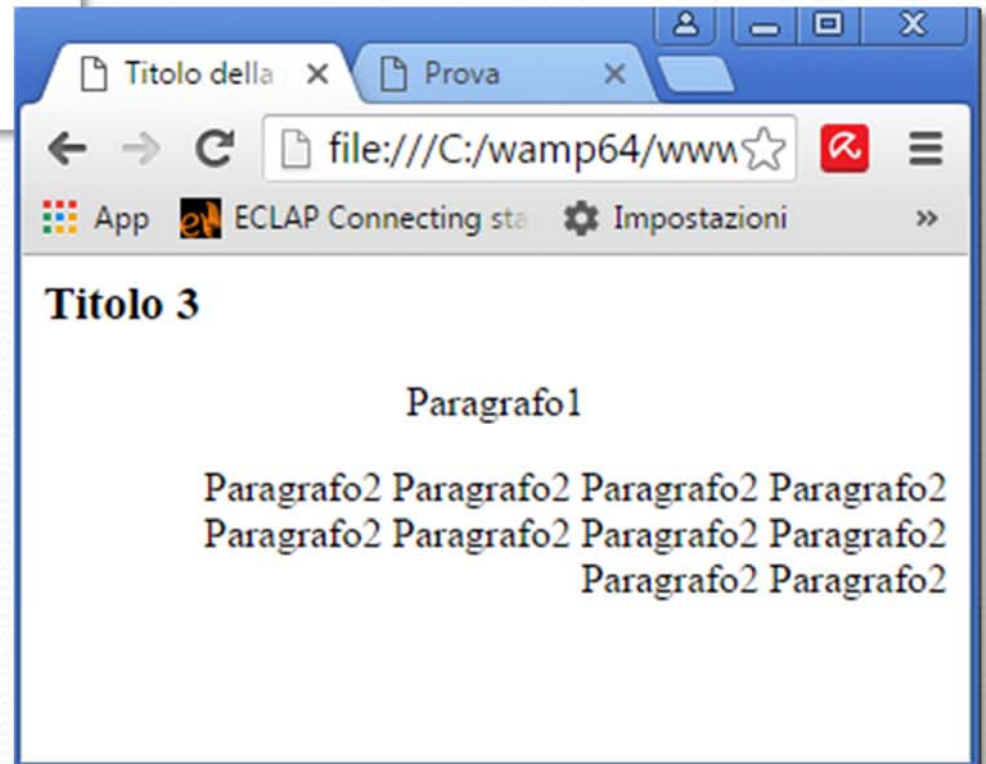 Titolo della
Prova
file:///C:/wamp64/www
App ECLAP Connecting sta Impostazioni
Titolo 3
Paragrafo1
Paragrafo2 Paragrafo2 Paragrafo2 Paragrafo2
Paragrafo2 Paragrafo2 Paragrafo2 Paragrafo2
Paragrafo2 Paragrafo2